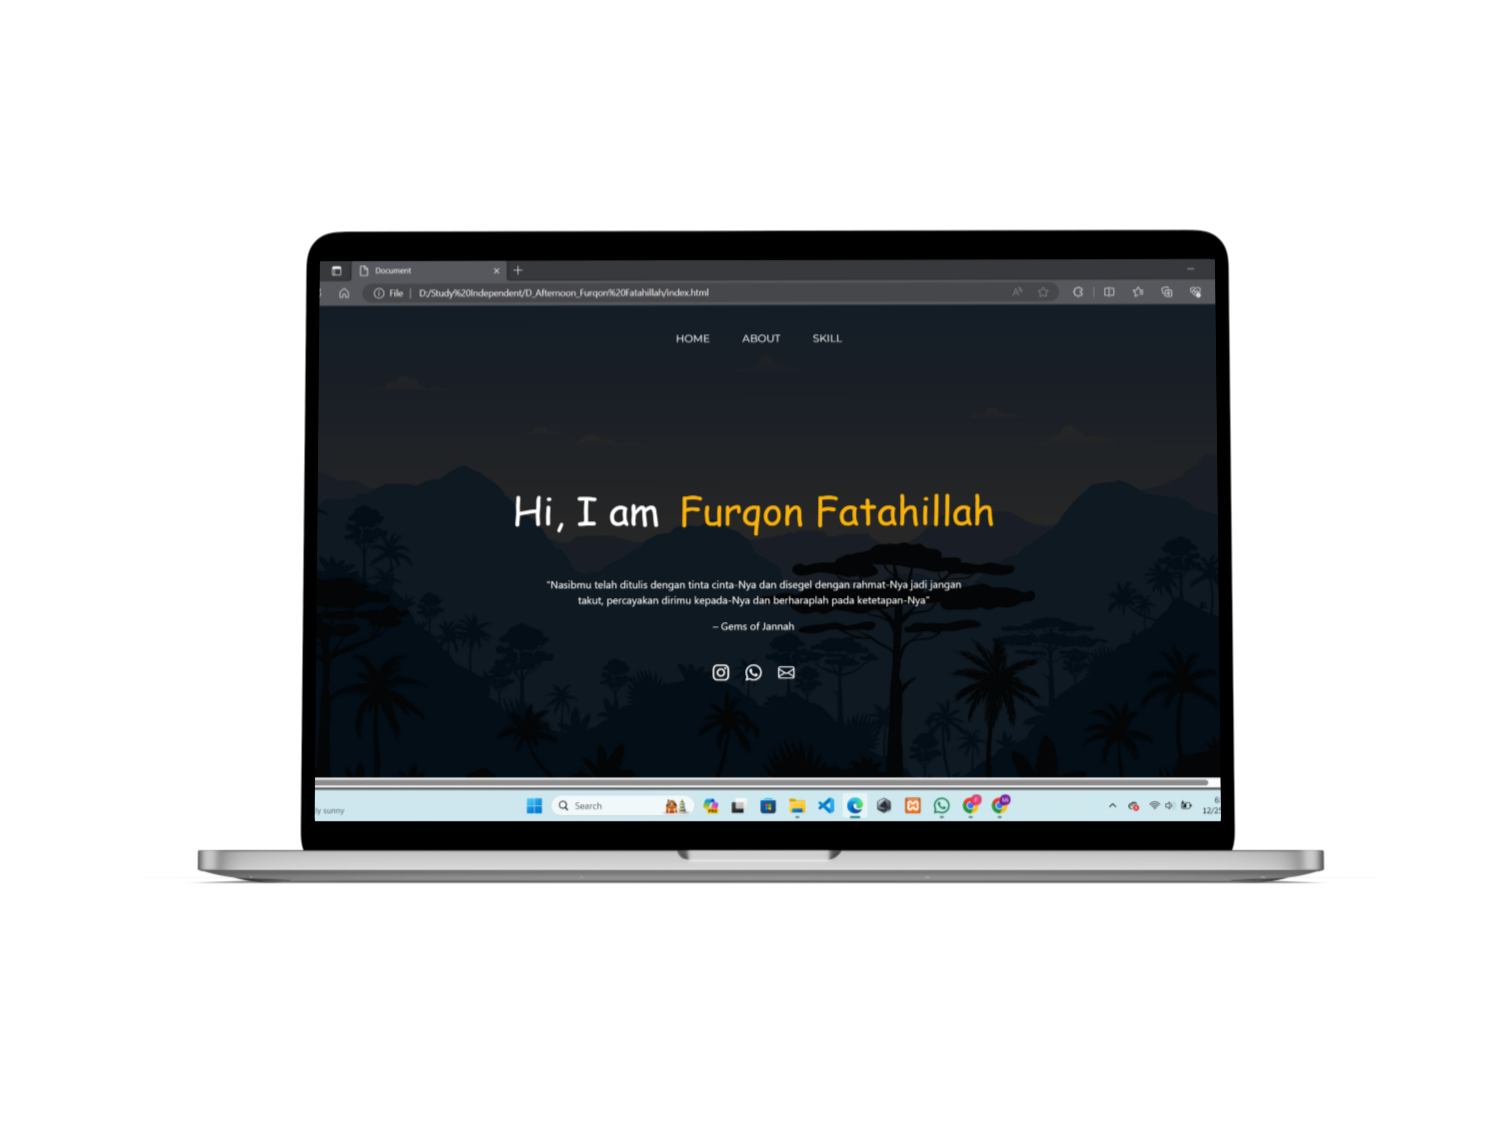 Document
File | D:/Study%20Independent/D_Afternoon_Furqon%20Fatahillah/index.html
HOME ABOUT SKILL
Hi, I am Furqon Fatahillah
"Nasibmu telah ditulis dengan tinta cinta-Nya dan disegel dengan rahmat-Nya jadi jangan
takut, percayakan dirimu kepada-Nya dan berharaplah pada ketetapan-Nya"
– Gems of Jannah
sunny
Search